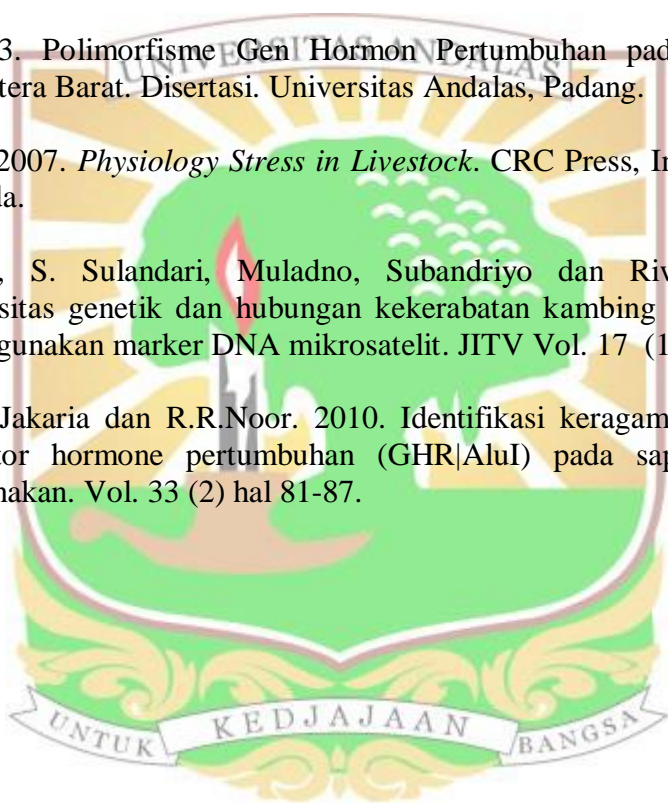 3. Polimorfisme Gen Hormon Pertumbuhan pad
tera Barat. Disertasi. Universitas Andalas, Padang.
2007. Physiology Stress in Livestock. CRC Press, In
la.
, S. Sulandari, Muladno, Subandriyo dan Riv
sitas genetik dan hubungan kekerabatan kambing
gunakan marker DNA mikrosatelit. JITV Vol. 17 (1
Jakaria dan R.R.Noor. 2010. Identifikasi keragam
tor hormone pertumbuhan (GHR|AluI) pada sap
nakan. Vol. 33 (2) hal 81-87.
UNIVERSITAS ANDALAS
UNTUK KEDJAJAAN BANGSA